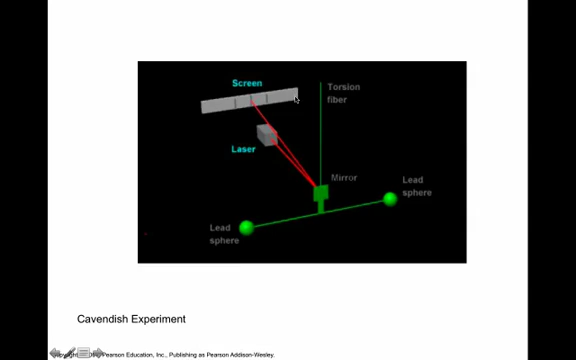 Screen
Torsion
fiber
Laser
Mirror
Lead
sphere
Lead
sphere
Cavendish Experiment
Pearson Education, Inc., Publishing as Pearson Addison-Wesley.